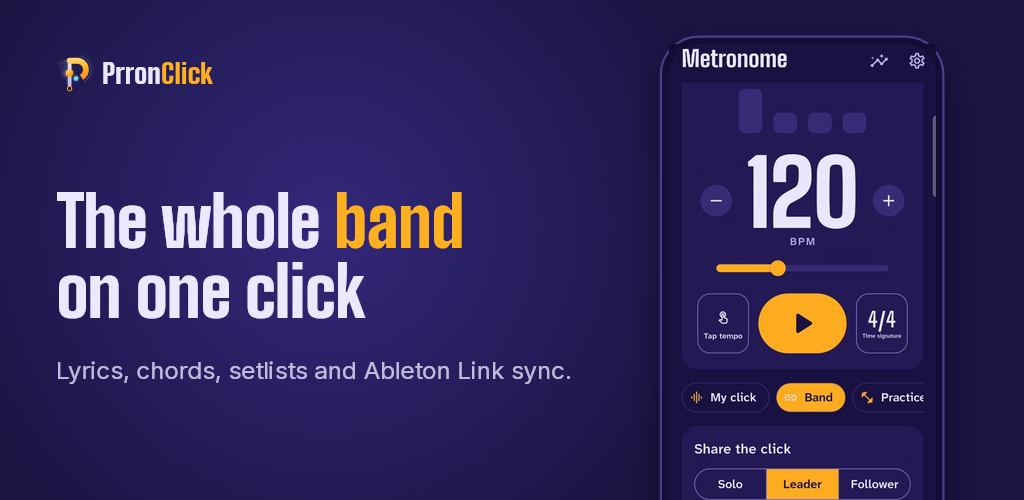 PrronClick
The whole band
on one click
Lyrics, chords, setlists and Ableton Link sync.
Metronome
120
BPM
Tap tempo
4/4
Time signature
My click
Band
Practice
Share the click
Solo
Leader
Follower